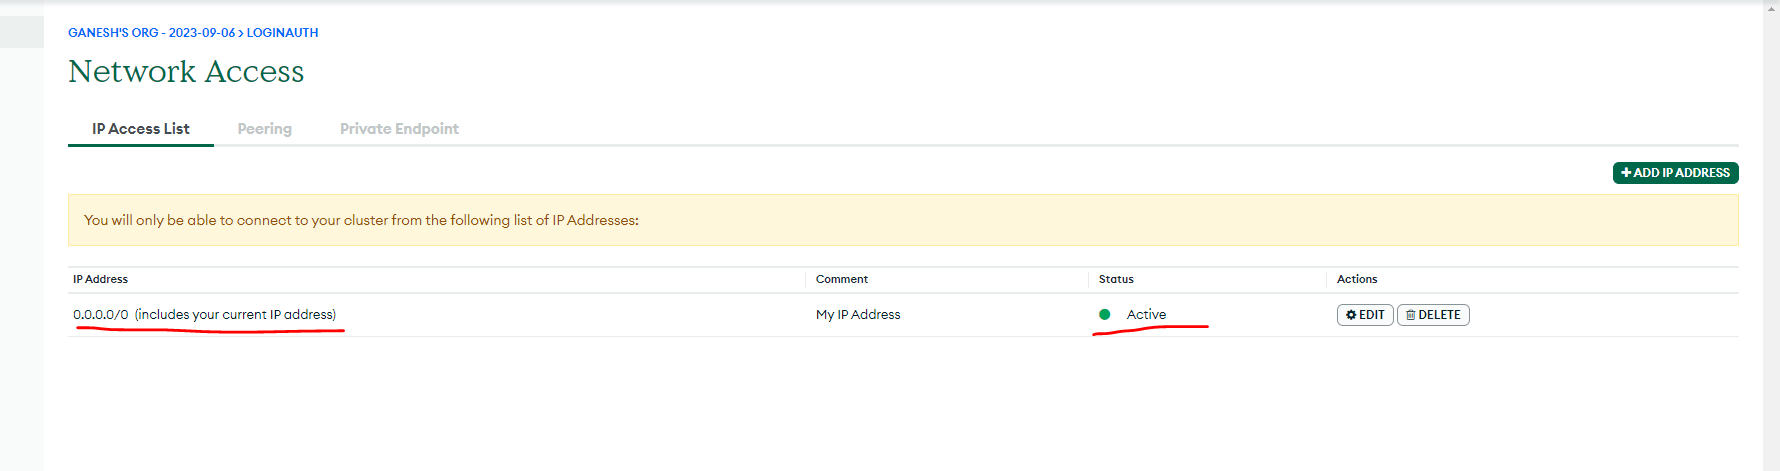 GANESH'S ORG - 2023-09-06 > LOGINAUTH
Network Access
IP Access List Peering Private Endpoint
+ ADD IP ADDRESS
You will only be able to connect to your cluster from the following list of IP Addresses:
IP Address Comment Status Actions
0.0.0.0/0 (includes your current IP address) My IP Address Active EDIT DELETE